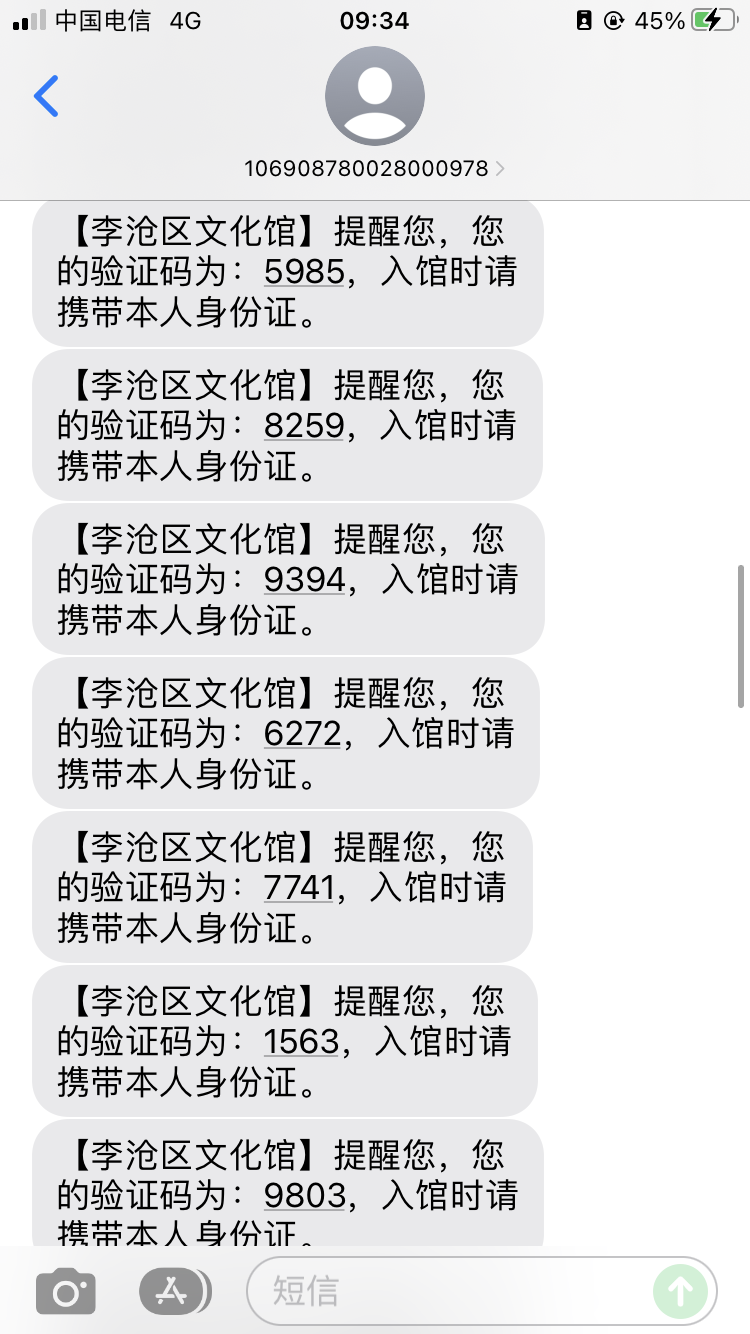 中国电信 4G 09:34 45%
106908780028000978
【李沧区文化馆】提醒您，您
的验证码为：5985，入馆时请
携带本人身份证。
【李沧区文化馆】提醒您，您
的验证码为：8259，入馆时请
携带本人身份证。
【李沧区文化馆】提醒您，您
的验证码为：9394，入馆时请
携带本人身份证。
【李沧区文化馆】提醒您，您
的验证码为：6272，入馆时请
携带本人身份证。
【李沧区文化馆】提醒您，您
的验证码为：7741，入馆时请
携带本人身份证。
【李沧区文化馆】提醒您，您
的验证码为：1563，入馆时请
携带本人身份证。
【李沧区文化馆】提醒您，您
的验证码为：9803，入馆时请
携带本人身份证。
短信